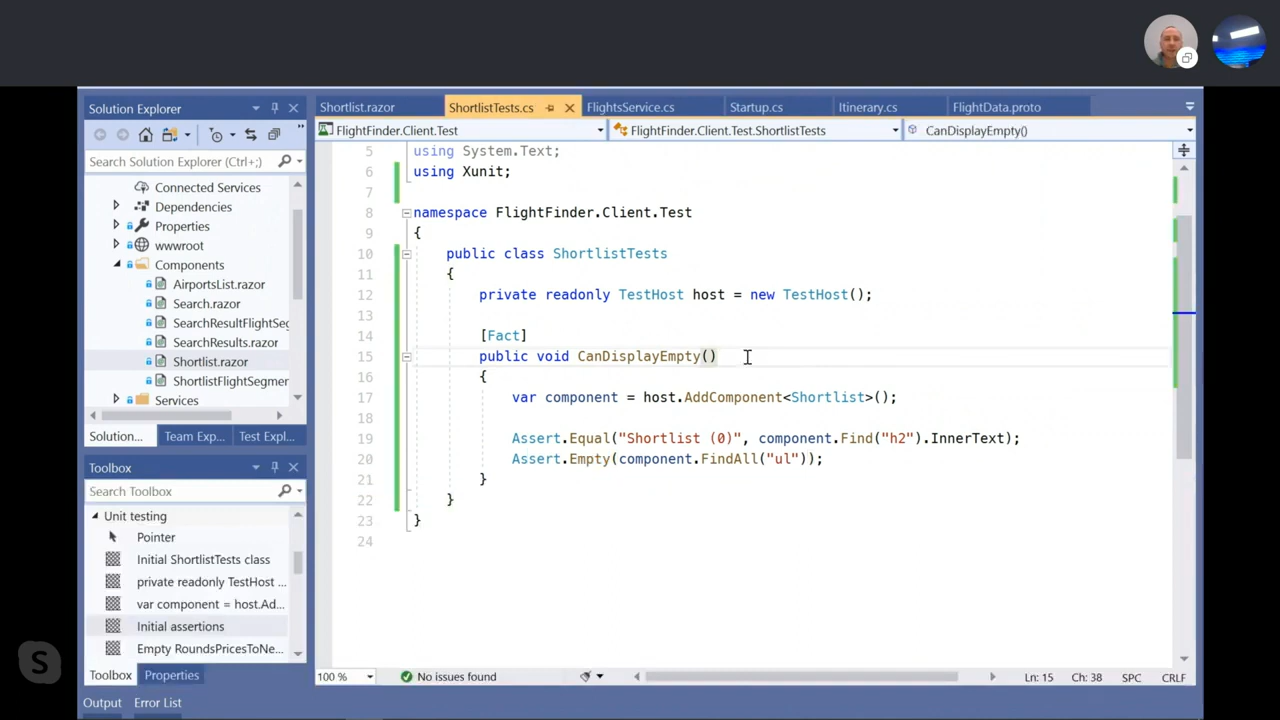 Solution Explorer
Search Solution Explorer (Ctrl+;)
Connected Services
Dependencies
Properties
wwwroot
Components
AirportsList.razor
Search.razor
SearchResultFlightSeg
SearchResults.razor
Shortlist.razor
ShortlistFlightSegmer
Services
Solution... Team Exp... Test Expl...
Toolbox
Search Toolbox
Unit testing
Pointer
Initial ShortlistTests class
private readonly TestHost ...
var component = host.Ad...
Initial assertions
Empty RoundsPricesToNe...
Toolbox Properties
Output Error List
Shortlist.razor ShortlistTests.cs FlightsService.cs Startup.cs Itinerary.cs FlightData.proto
FlightFinder.Client.Test FlightFinder.Client.Test.ShortlistTests CanDisplayEmpty()
5 using System.Text;
6 using Xunit;
7
8 namespace FlightFinder.Client.Test
9 {
10 public class ShortlistTests
11 {
12 private readonly TestHost host = new TestHost();
13
14 [Fact]
15 public void CanDisplayEmpty()
16 {
17 var component = host.AddComponent<Shortlist>();
18
19 Assert.Equal("Shortlist (0)", component.Find("h2").InnerText);
20 Assert.Empty(component.FindAll("ul"));
21 }
22 }
23 }
24
100 % No issues found Ln: 15 Ch: 38 SPC CRLF
S